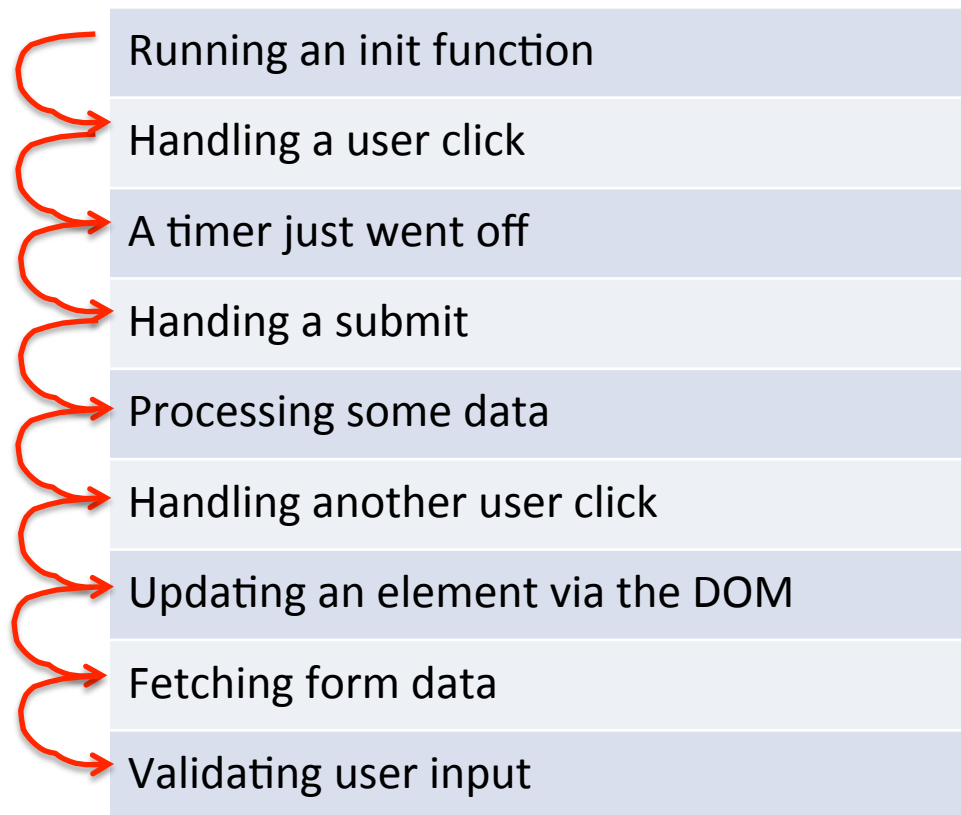 Running an init function
Handling a user click
A timer just went off
Handing a submit
Processing some data
Handling another user click
Updating an element via the DOM
Fetching form data
Validating user input